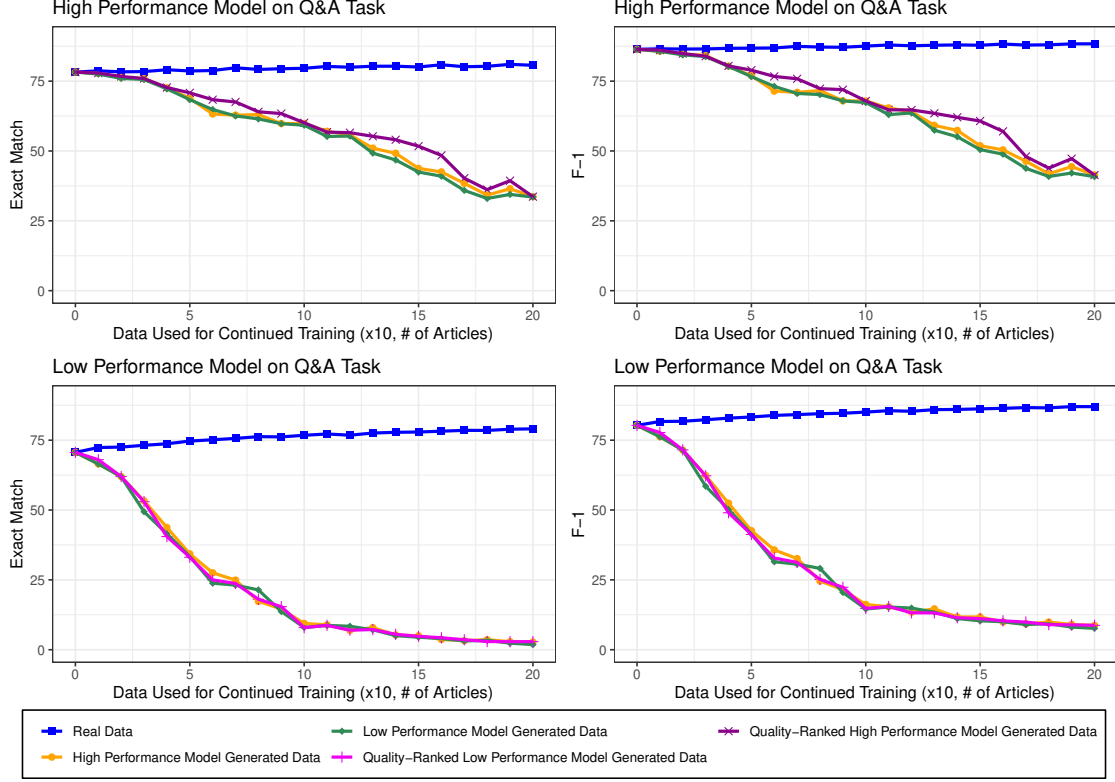 High Performance Model on Q&A Task
High Performance Model on Q&A Task
Exact Match
75
50
25
0
0
5
10
15
20
Data Used for Continued Training (x10, # of Articles)
F−1
75
50
25
0
0
5
10
15
20
Data Used for Continued Training (x10, # of Articles)
Low Performance Model on Q&A Task
Low Performance Model on Q&A Task
Exact Match
75
50
25
0
0
5
10
15
20
Data Used for Continued Training (x10, # of Articles)
F−1
75
50
25
0
0
5
10
15
20
Data Used for Continued Training (x10, # of Articles)
Real Data
Low Performance Model Generated Data
Quality−Ranked High Performance Model Generated Data
High Performance Model Generated Data
Quality−Ranked Low Performance Model Generated Data